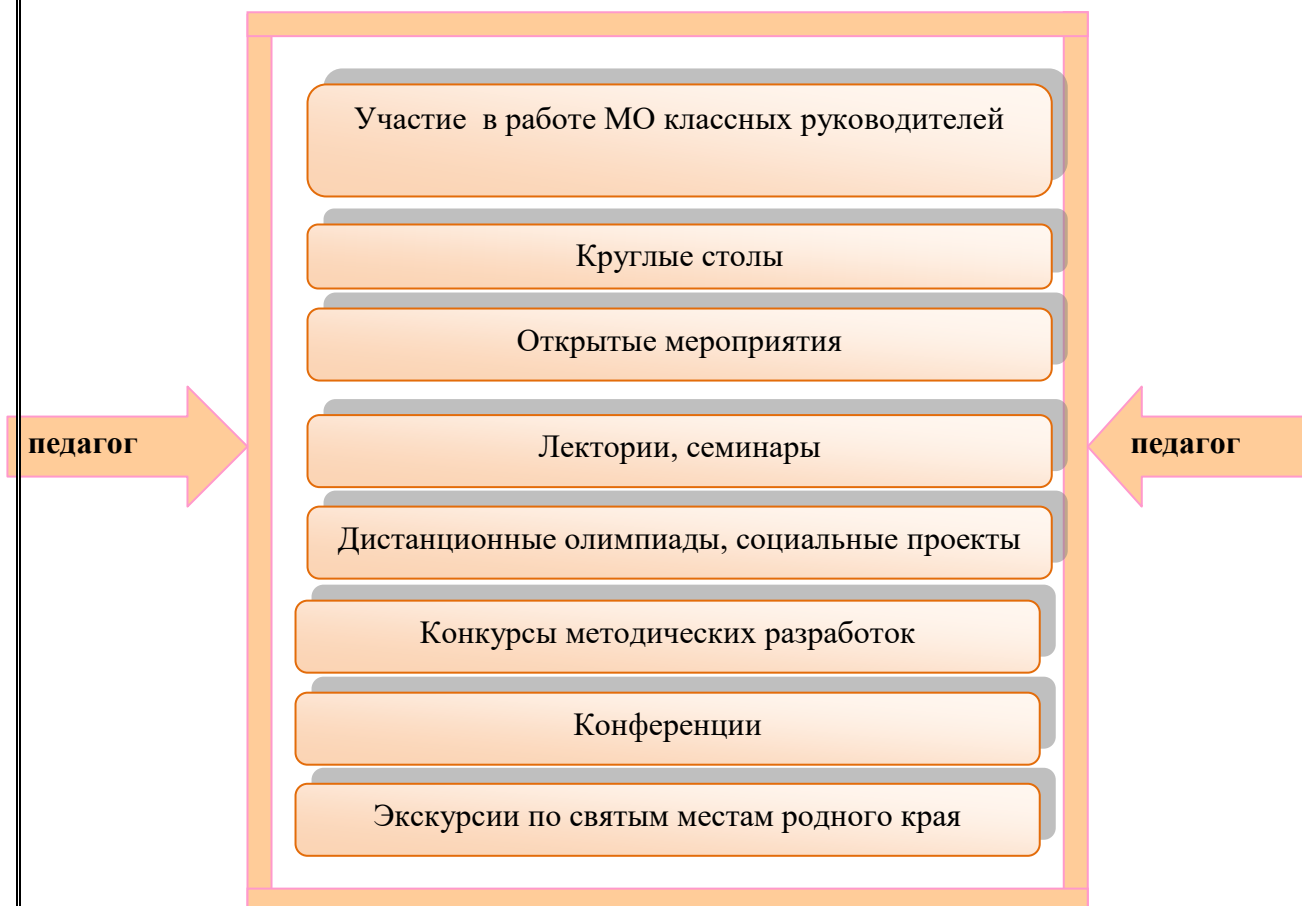 Участие  в работе МО классных руководителей
Круглые столы
Открытые мероприятия
педагог
Лектории, семинары
педагог
Дистанционные олимпиады, социальные проекты
Конкурсы методических разработок
Конференции
Экскурсии по святым местам родного края